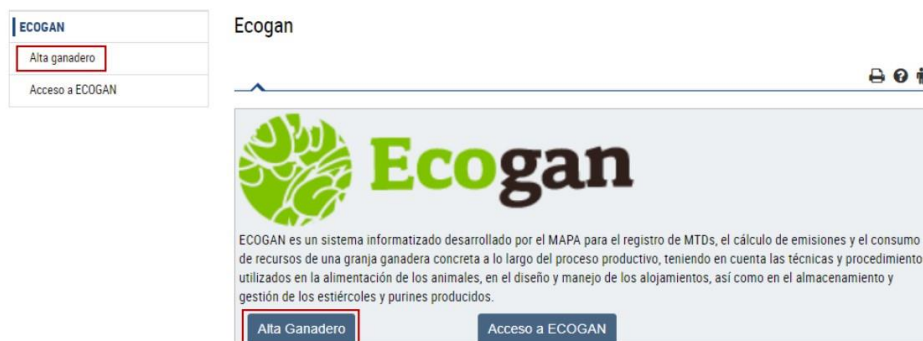 ECOGAN
Alta ganadero
Acceso a ECOGAN
Ecogan
Ecogan
ECOGAN es un sistema informatizado desarrollado por el MAPA para el registro de MTDs, el cálculo de emisiones y el consumo
de recursos de una granja ganadera concreta a lo largo del proceso productivo, teniendo en cuenta las técnicas y procedimiento
utilizados en la alimentación de los animales, en el diseño y manejo de los alojamientos, así como en el almacenamiento y
gestión de los estiércoles y purines producidos.
Alta Ganadero
Acceso a ECOGAN